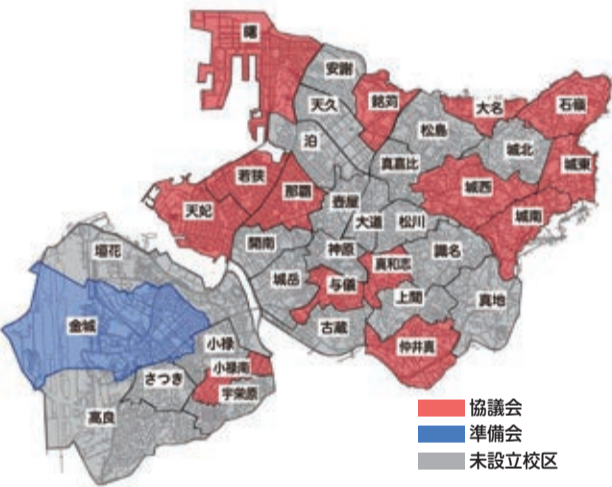 曙
安謝
天久
銘苅
大名
石嶺
松島
泊
城北
真嘉比
城東
若狭
那覇
城西
天妃
壺屋
大道
松川
城南
開南
神原
識名
垣花
真和志
城岳
与儀
上間
真地
金城
古蔵
小禄
仲井真
小禄南
さつき
宇栄原
高良
協議会
準備会
未設立校区